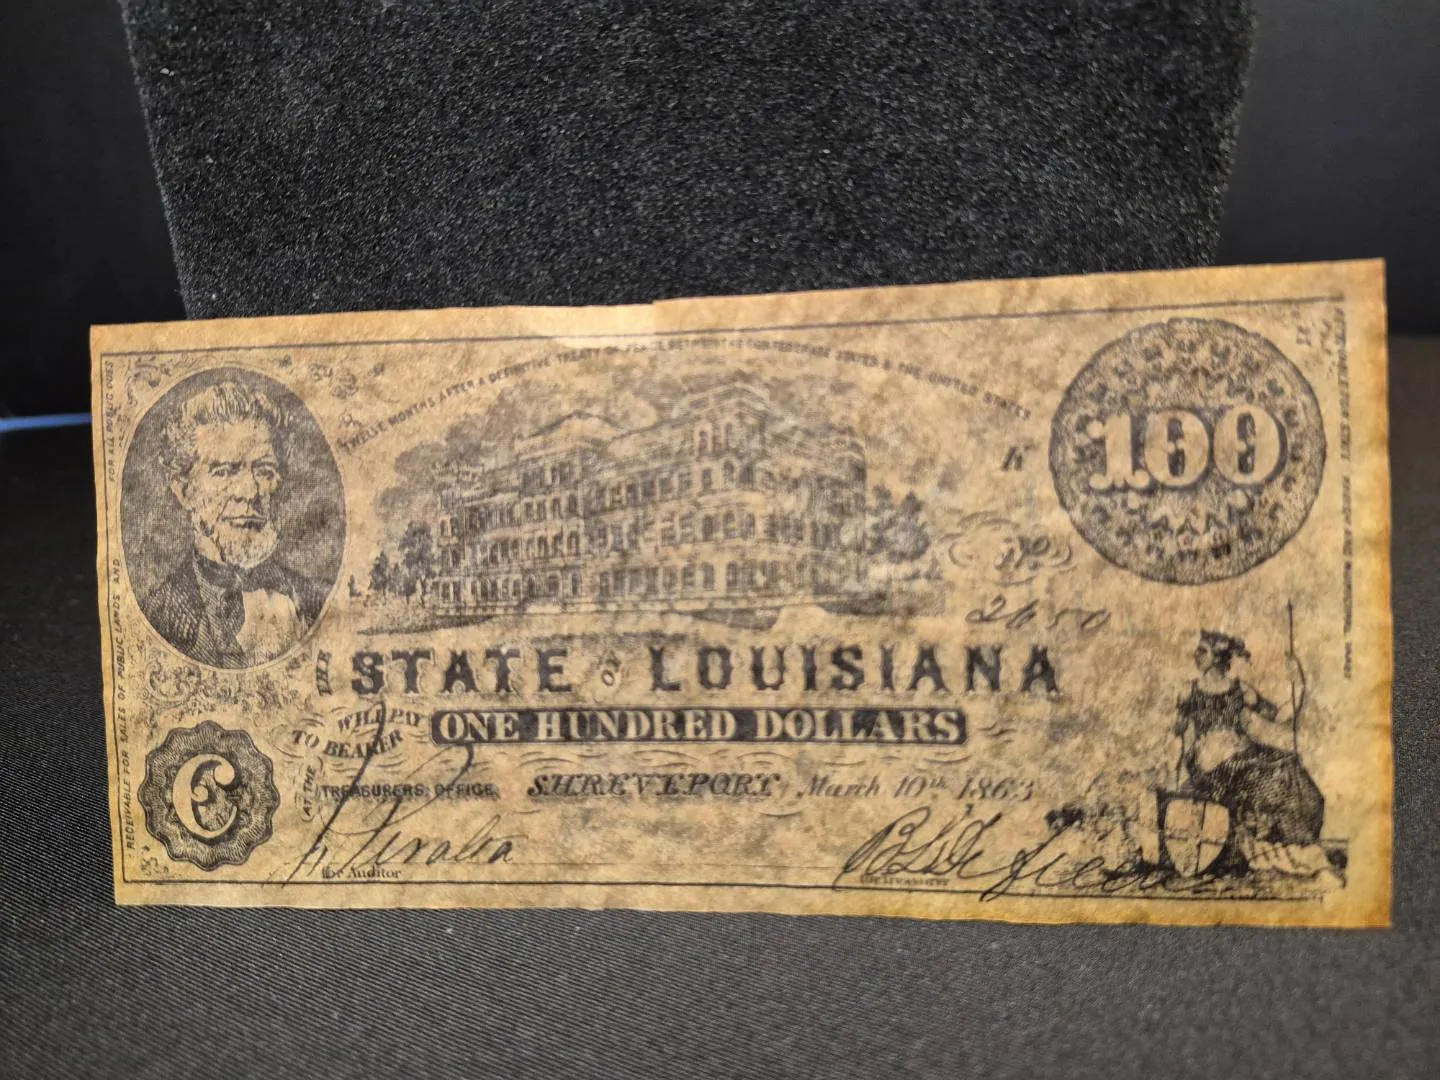 TWELVE MONTHS AFTER A DEFINITIVE TREATY OF PEACE BETWEEN THE CONFEDERATE STATES & THE UNITED STATES
100
K
No.
2650
FOR ALL PUBLIC DUES
RECEIVABLE FOR SALES OF PUBLIC LANDS AND
THE STATE OF LOUISIANA
WILL PAY
TO BEARER
ONE HUNDRED DOLLARS
C
AT THE
TREASURERS OFFICE, SHREVEPORT, March 10th 1863
for Auditor